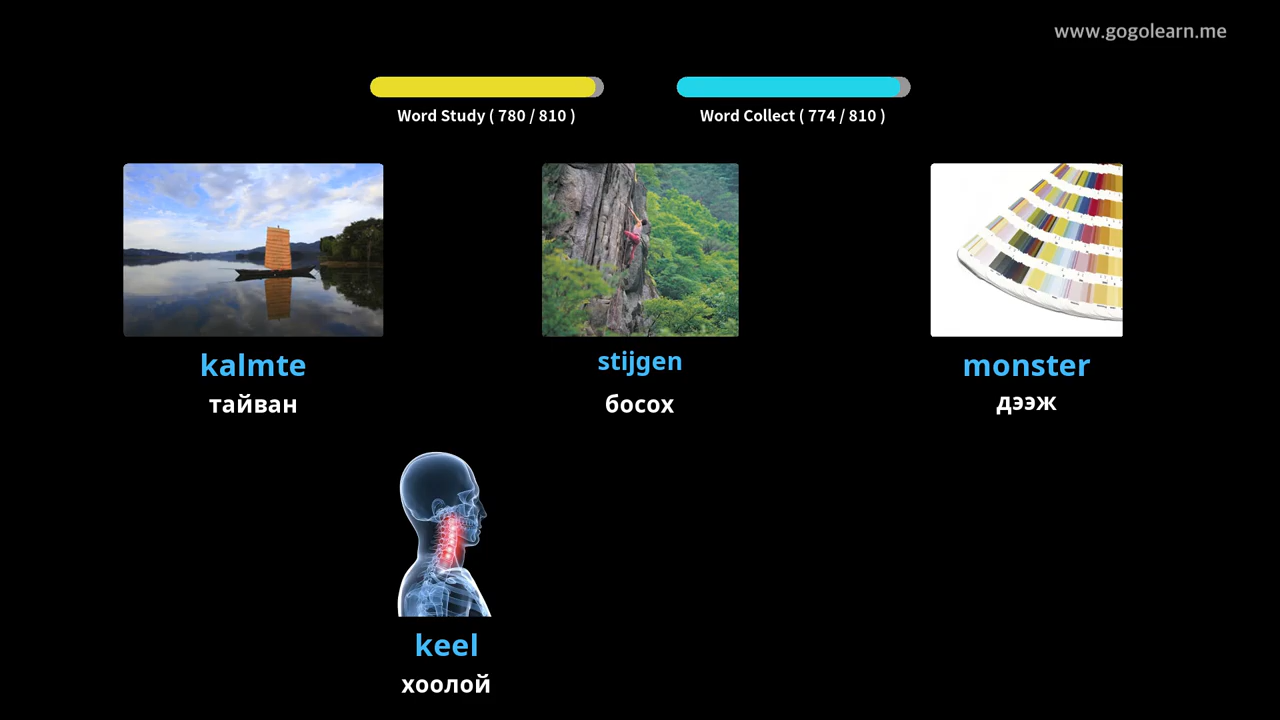 www.gogolearn.me
Word Study ( 780 / 810 )
Word Collect ( 774 / 810 )
kalmte
тайван
stijgen
босох
monster
дээж
keel
хоолой